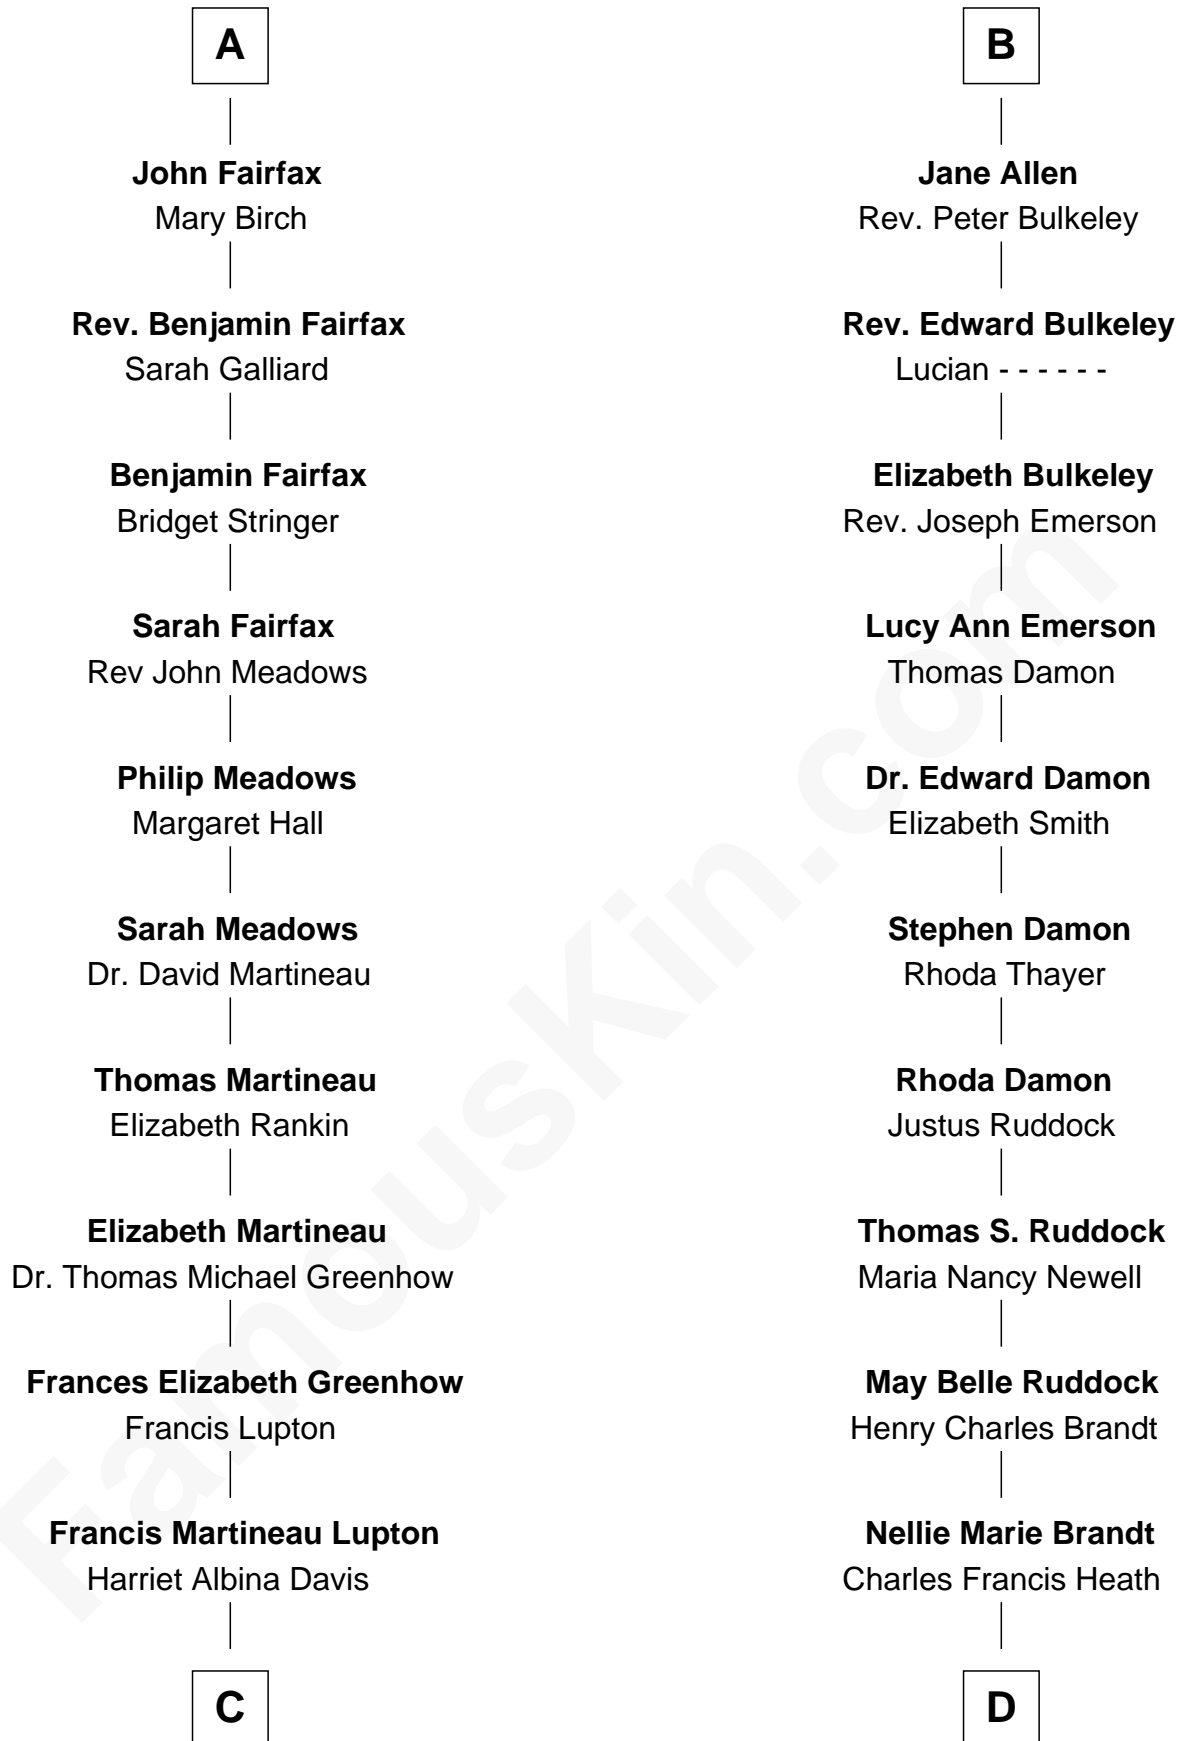 A
John Fairfax
Mary Birch
Rev. Benjamin Fairfax
Sarah Galliard
Benjamin Fairfax
Bridget Stringer
Sarah Fairfax
Rev John Meadows
Philip Meadows
Margaret Hall
Sarah Meadows
Dr. David Martineau
Thomas Martineau
Elizabeth Rankin
Elizabeth Martineau
Dr. Thomas Michael Greenhow
Frances Elizabeth Greenhow
Francis Lupton
Francis Martineau Lupton
Harriet Albina Davis
C
B
Jane Allen
Rev. Peter Bulkeley
Rev. Edward Bulkeley
Lucian - - - - - -
Elizabeth Bulkeley
Rev. Joseph Emerson
Lucy Ann Emerson
Thomas Damon
Dr. Edward Damon
Elizabeth Smith
Stephen Damon
Rhoda Thayer
Rhoda Damon
Justus Ruddock
Thomas S. Ruddock
Maria Nancy Newell
May Belle Ruddock
Henry Charles Brandt
Nellie Marie Brandt
Charles Francis Heath
D
FamousKin.com